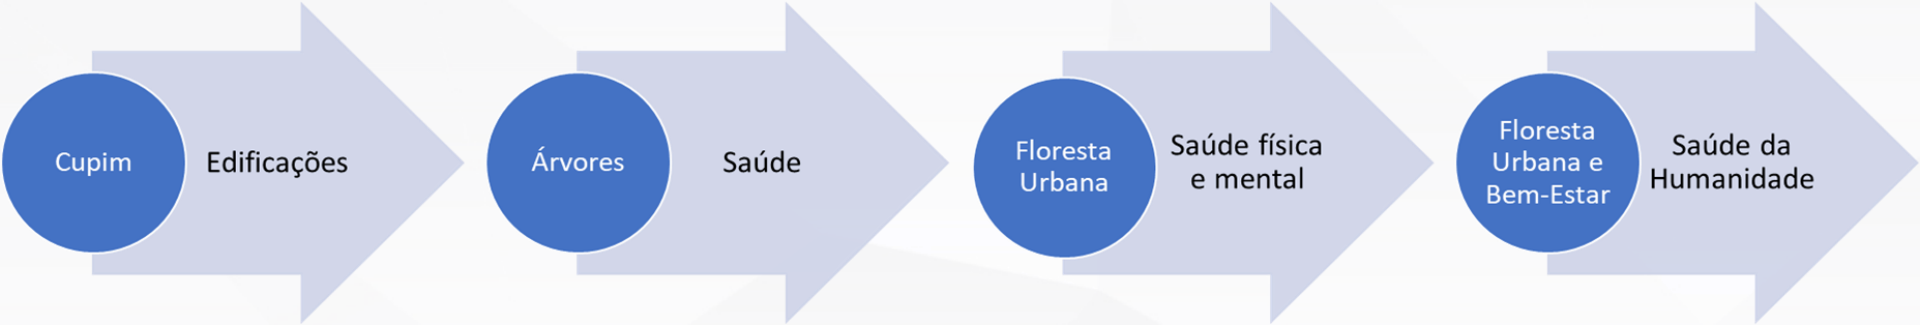 Cupim
Edificações
Árvores
Saúde
Floresta
Urbana
Saúde física
e mental
Floresta
Urbana e
Bem-Estar
Saúde da
Humanidade